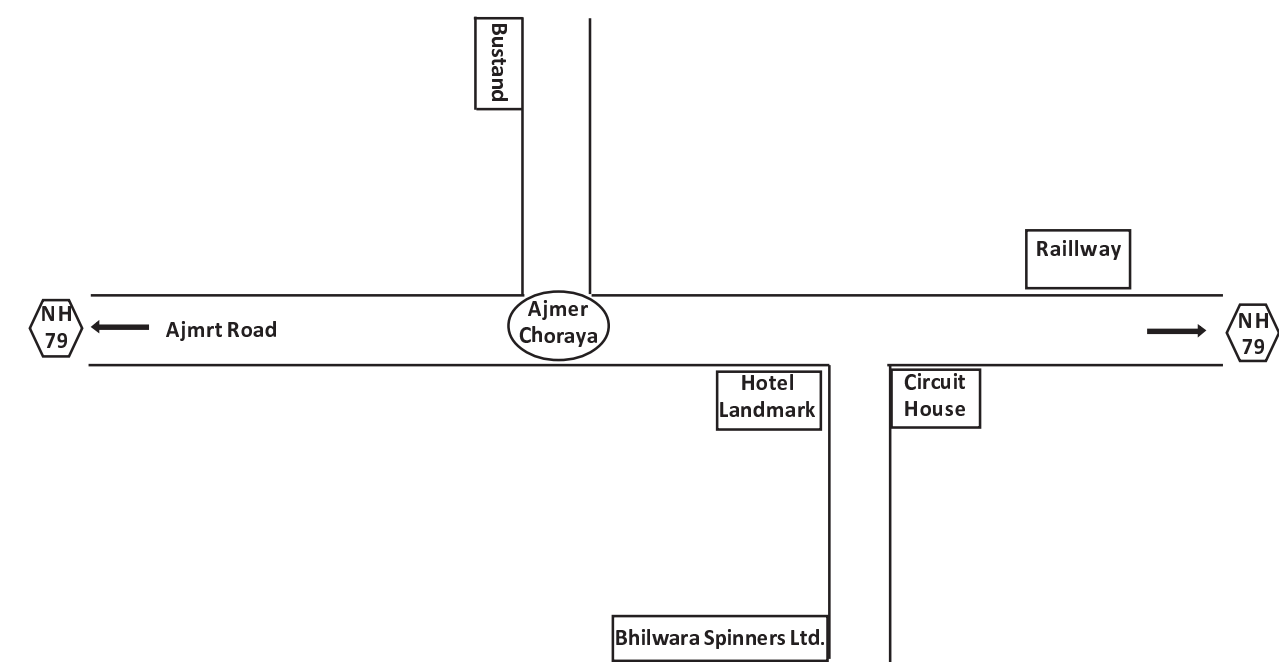 Bustand
Raillway
NH
79
Ajmrt Road
Ajmer
Choraya
NH
79
Hotel
Landmark
Circuit
House
Bhilwara Spinners Ltd.